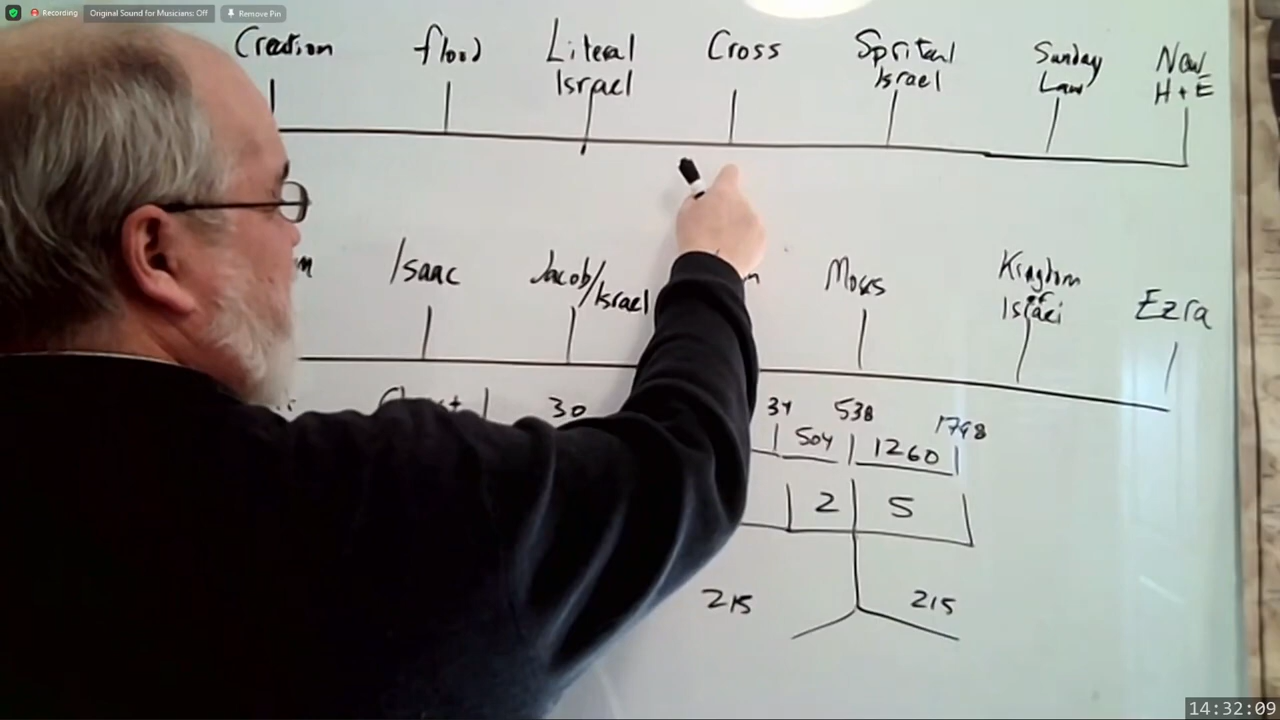 Recording Original Sound for Musicians: Off Remove Pin
Creation flood Literal Cross Spritual Sunday New
Israel Israel Law H + E
Isaac Jacob/Israel Moses Kingdom Ezra
of
Israel
30 34 538 1798
504 1260
2 5
215 215
14:32:09